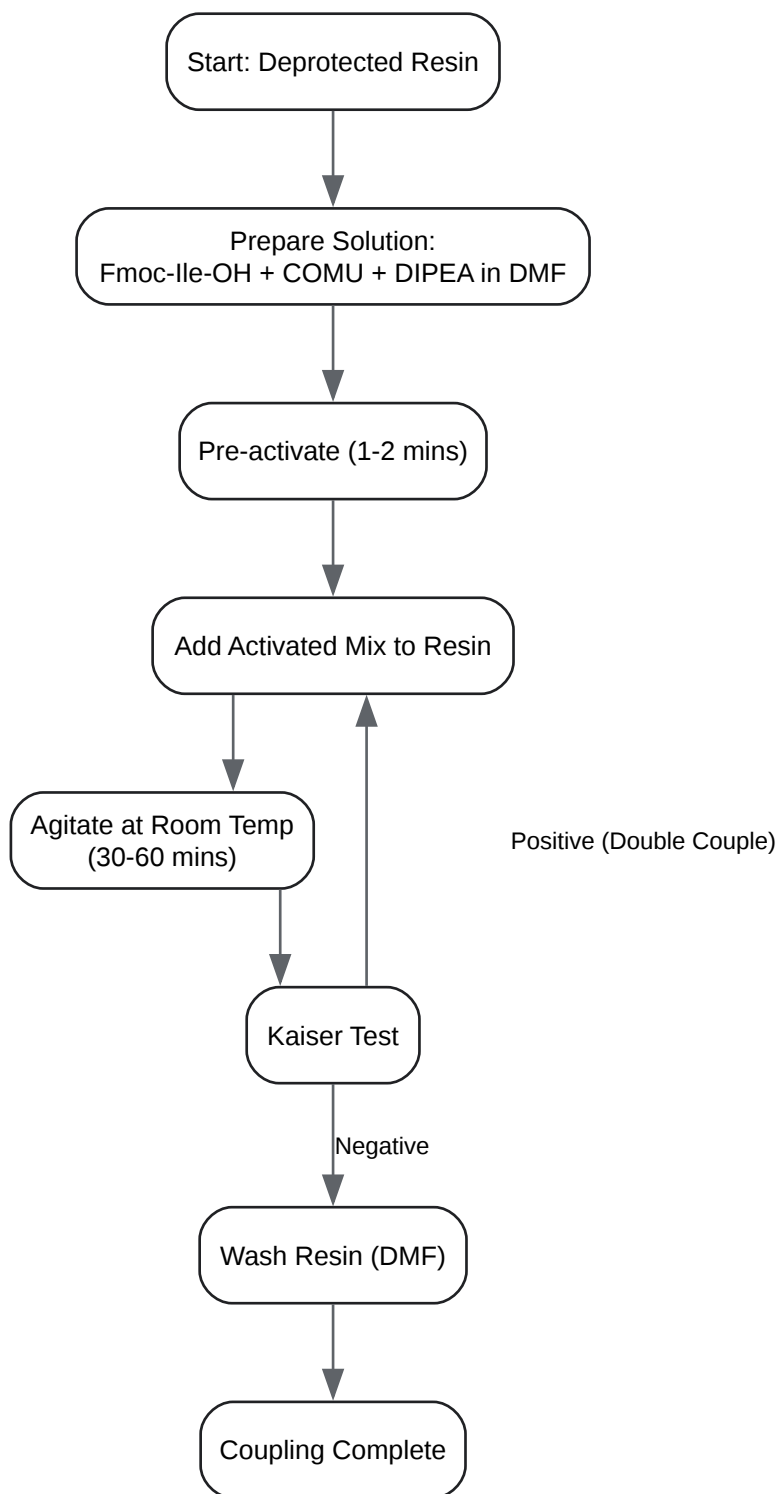 Start: Deprotected Resin
Prepare Solution:
Fmoc-Ile-OH + COMU + DIPEA in DMF
Pre-activate (1-2 mins)
Add Activated Mix to Resin
Agitate at Room Temp
(30-60 mins)
Positive (Double Couple)
Kaiser Test
Negative
Wash Resin (DMF)
Coupling Complete